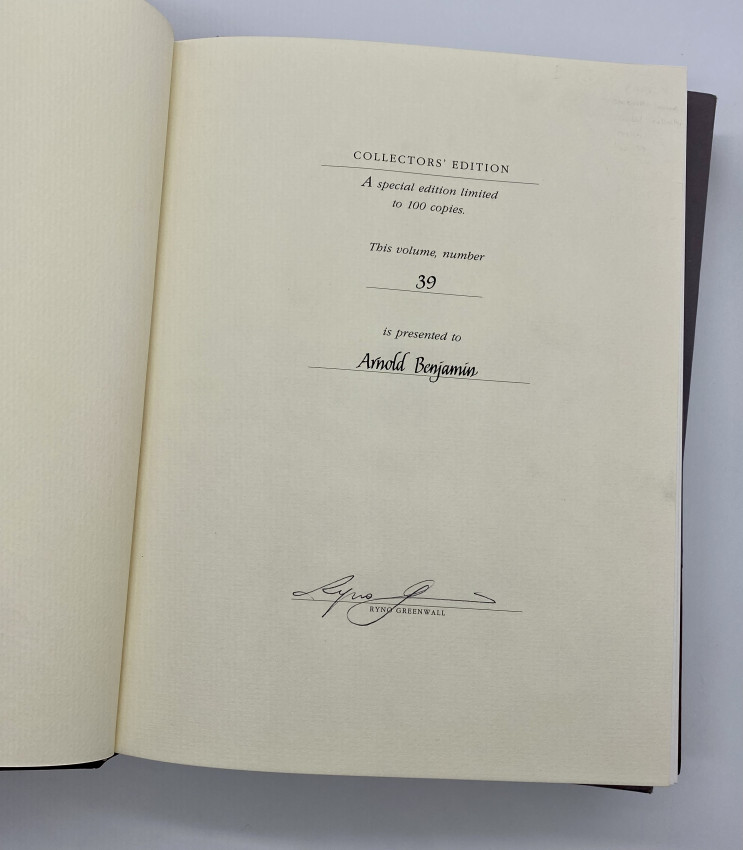 COLLECTORS' EDITION
A special edition limited
to 100 copies.
This volume, number
39
is presented to
Arnold Benjamin
Ryno G
RYNO GREENWALL